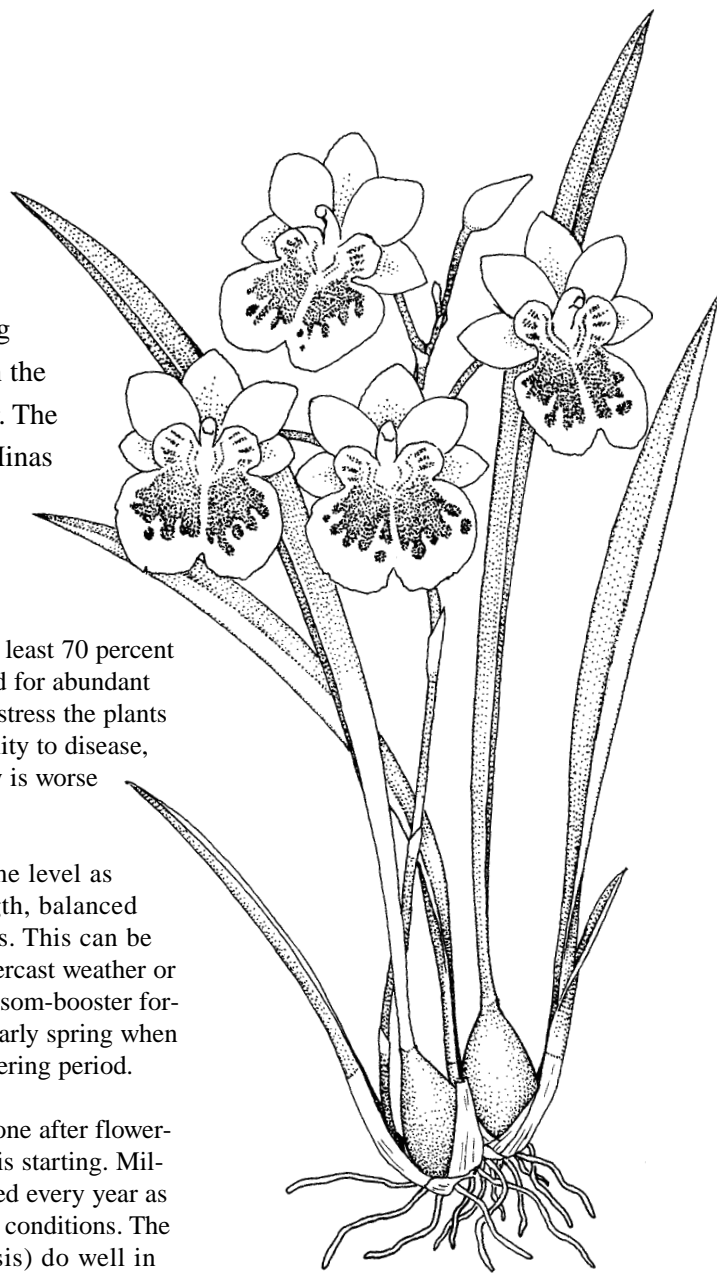 g
the
. The
inas
least 70 percent
d for abundant
stress the plants
ity to disease,
is worse
ne level as
gth, balanced
s. This can be
ercast weather or
som-booster for-
arly spring when
ering period.
one after flower-
is starting. Mil-
ed every year as
conditions. The
sis) do well in